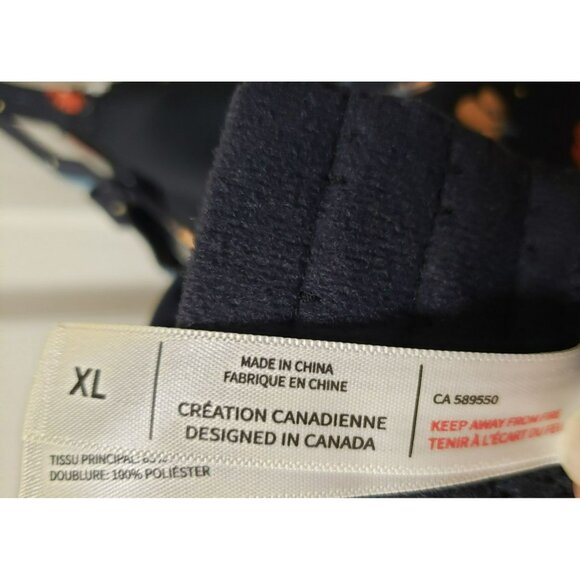 XL
MADE IN CHINA
FABRIQUE EN CHINE
CRÉATION CANADIENNE
DESIGNED IN CANADA
CA 589550
KEEP AWAY FROM FIRE
TENIR À L'ÉCART DU FEU
TISSU PRINCIPAL:
DOUBLURE: 100% POLIÉSTER